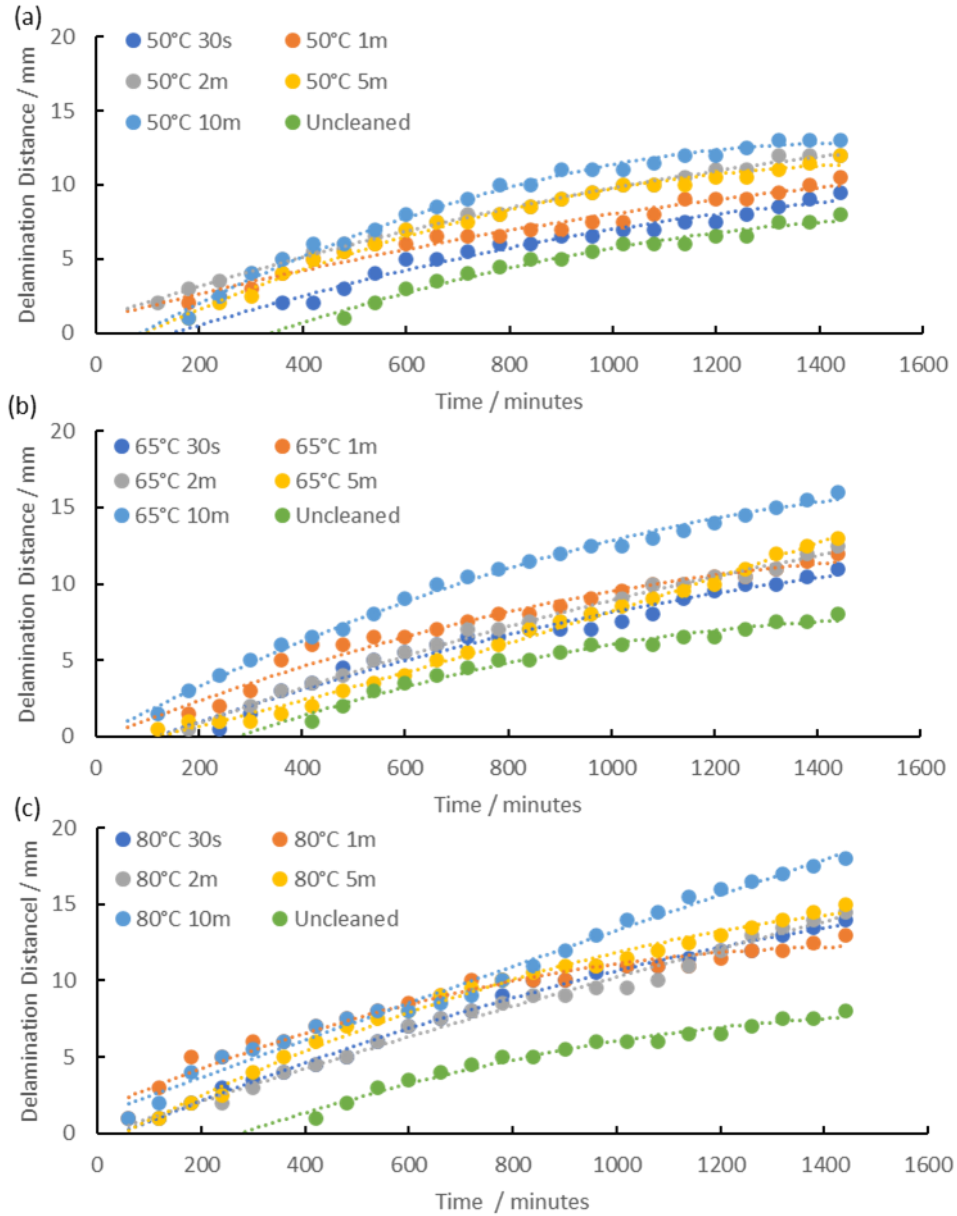 (a)
20
15
10
5
0
Delamination Distance / mm
50°C 30s
50°C 1m
50°C 2m
50°C 5m
50°C 10m
Uncleaned
0 200 400 600 800 1000 1200 1400 1600
Time / minutes
(b)
20
15
10
5
0
Delamination Distance / mm
65°C 30s
65°C 1m
65°C 2m
65°C 5m
65°C 10m
Uncleaned
0 200 400 600 800 1000 1200 1400 1600
Time / minutes
(c)
20
15
10
5
0
Delamination Distancel / mm
80°C 30s
80°C 1m
80°C 2m
80°C 5m
80°C 10m
Uncleaned
0 200 400 600 800 1000 1200 1400 1600
Time / minutes